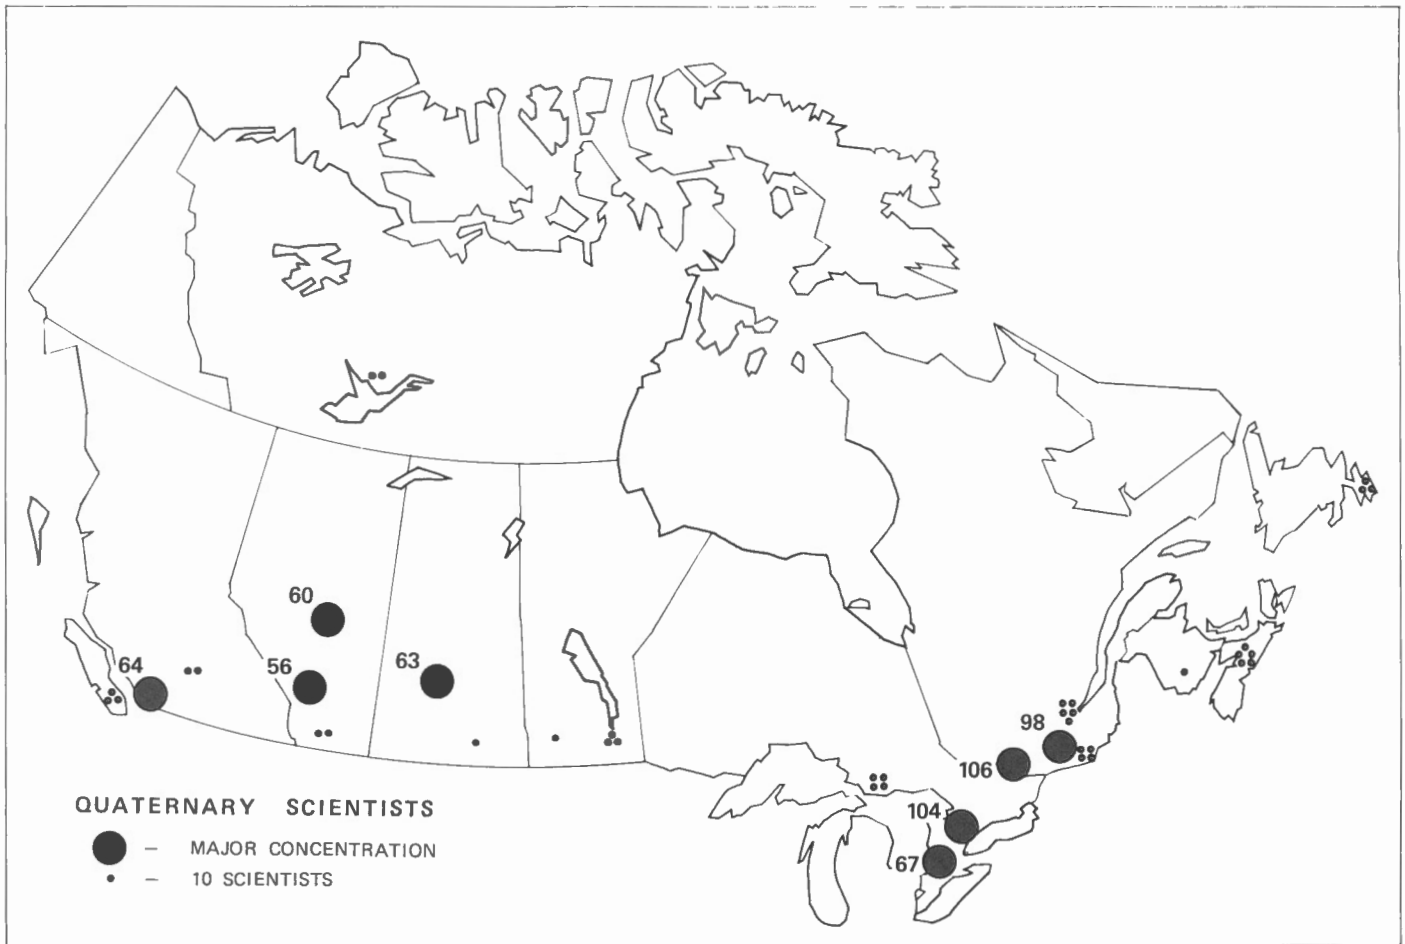 60
64
56
63
98
106
104
67
QUATERNARY SCIENTISTS
– MAJOR CONCENTRATION
– 10 SCIENTISTS